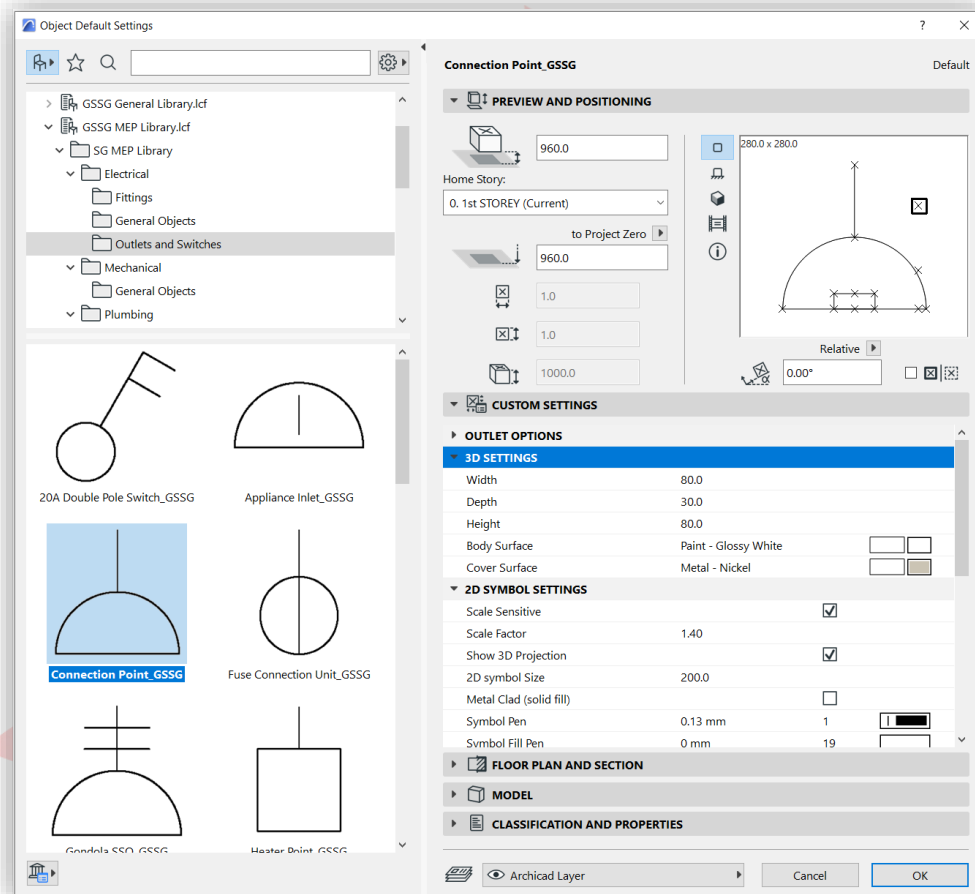 Object Default Settings
?
GSSG General Library.lcf
GSSG MEP Library.lcf
SG MEP Library
Electrical
Fittings
General Objects
Outlets and Switches
Mechanical
General Objects
Plumbing
20A Double Pole Switch_GSSG
Appliance Inlet_GSSG
Connection Point_GSSG
Fuse Connection Unit_GSSG
Gondola SSO_GSSG
Heater Point_GSSG
Connection Point_GSSG
Default
PREVIEW AND POSITIONING
960.0
Home Story:
0. 1st STOREY (Current)
to Project Zero
960.0
1.0
1.0
1000.0
280.0 x 280.0
Relative
α
0.00°
CUSTOM SETTINGS
OUTLET OPTIONS
3D SETTINGS
Width 80.0
Depth 30.0
Height 80.0
Body Surface Paint - Glossy White
Cover Surface Metal - Nickel
2D SYMBOL SETTINGS
Scale Sensitive
Scale Factor 1.40
Show 3D Projection
2D symbol Size 200.0
Metal Clad (solid fill)
Symbol Pen 0.13 mm 1
Symbol Fill Pen 0 mm 19
FLOOR PLAN AND SECTION
MODEL
CLASSIFICATION AND PROPERTIES
Archicad Layer
Cancel
OK